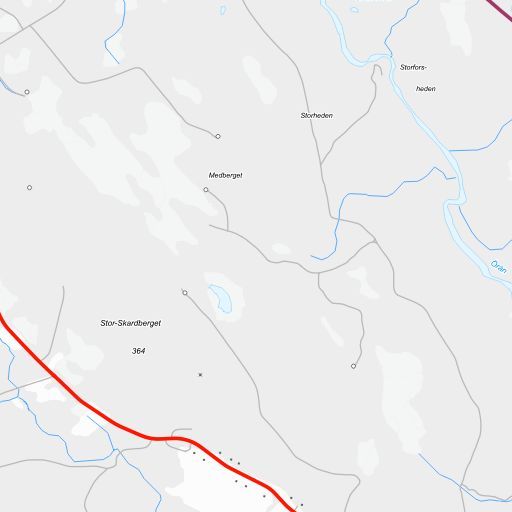 Storfors-
heden
Storheden
Medberget
Öran
Stor-Skardberget
364